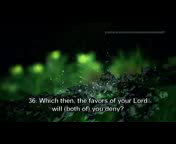 36. Which then, the favors of your Lord
will (both of) you deny?